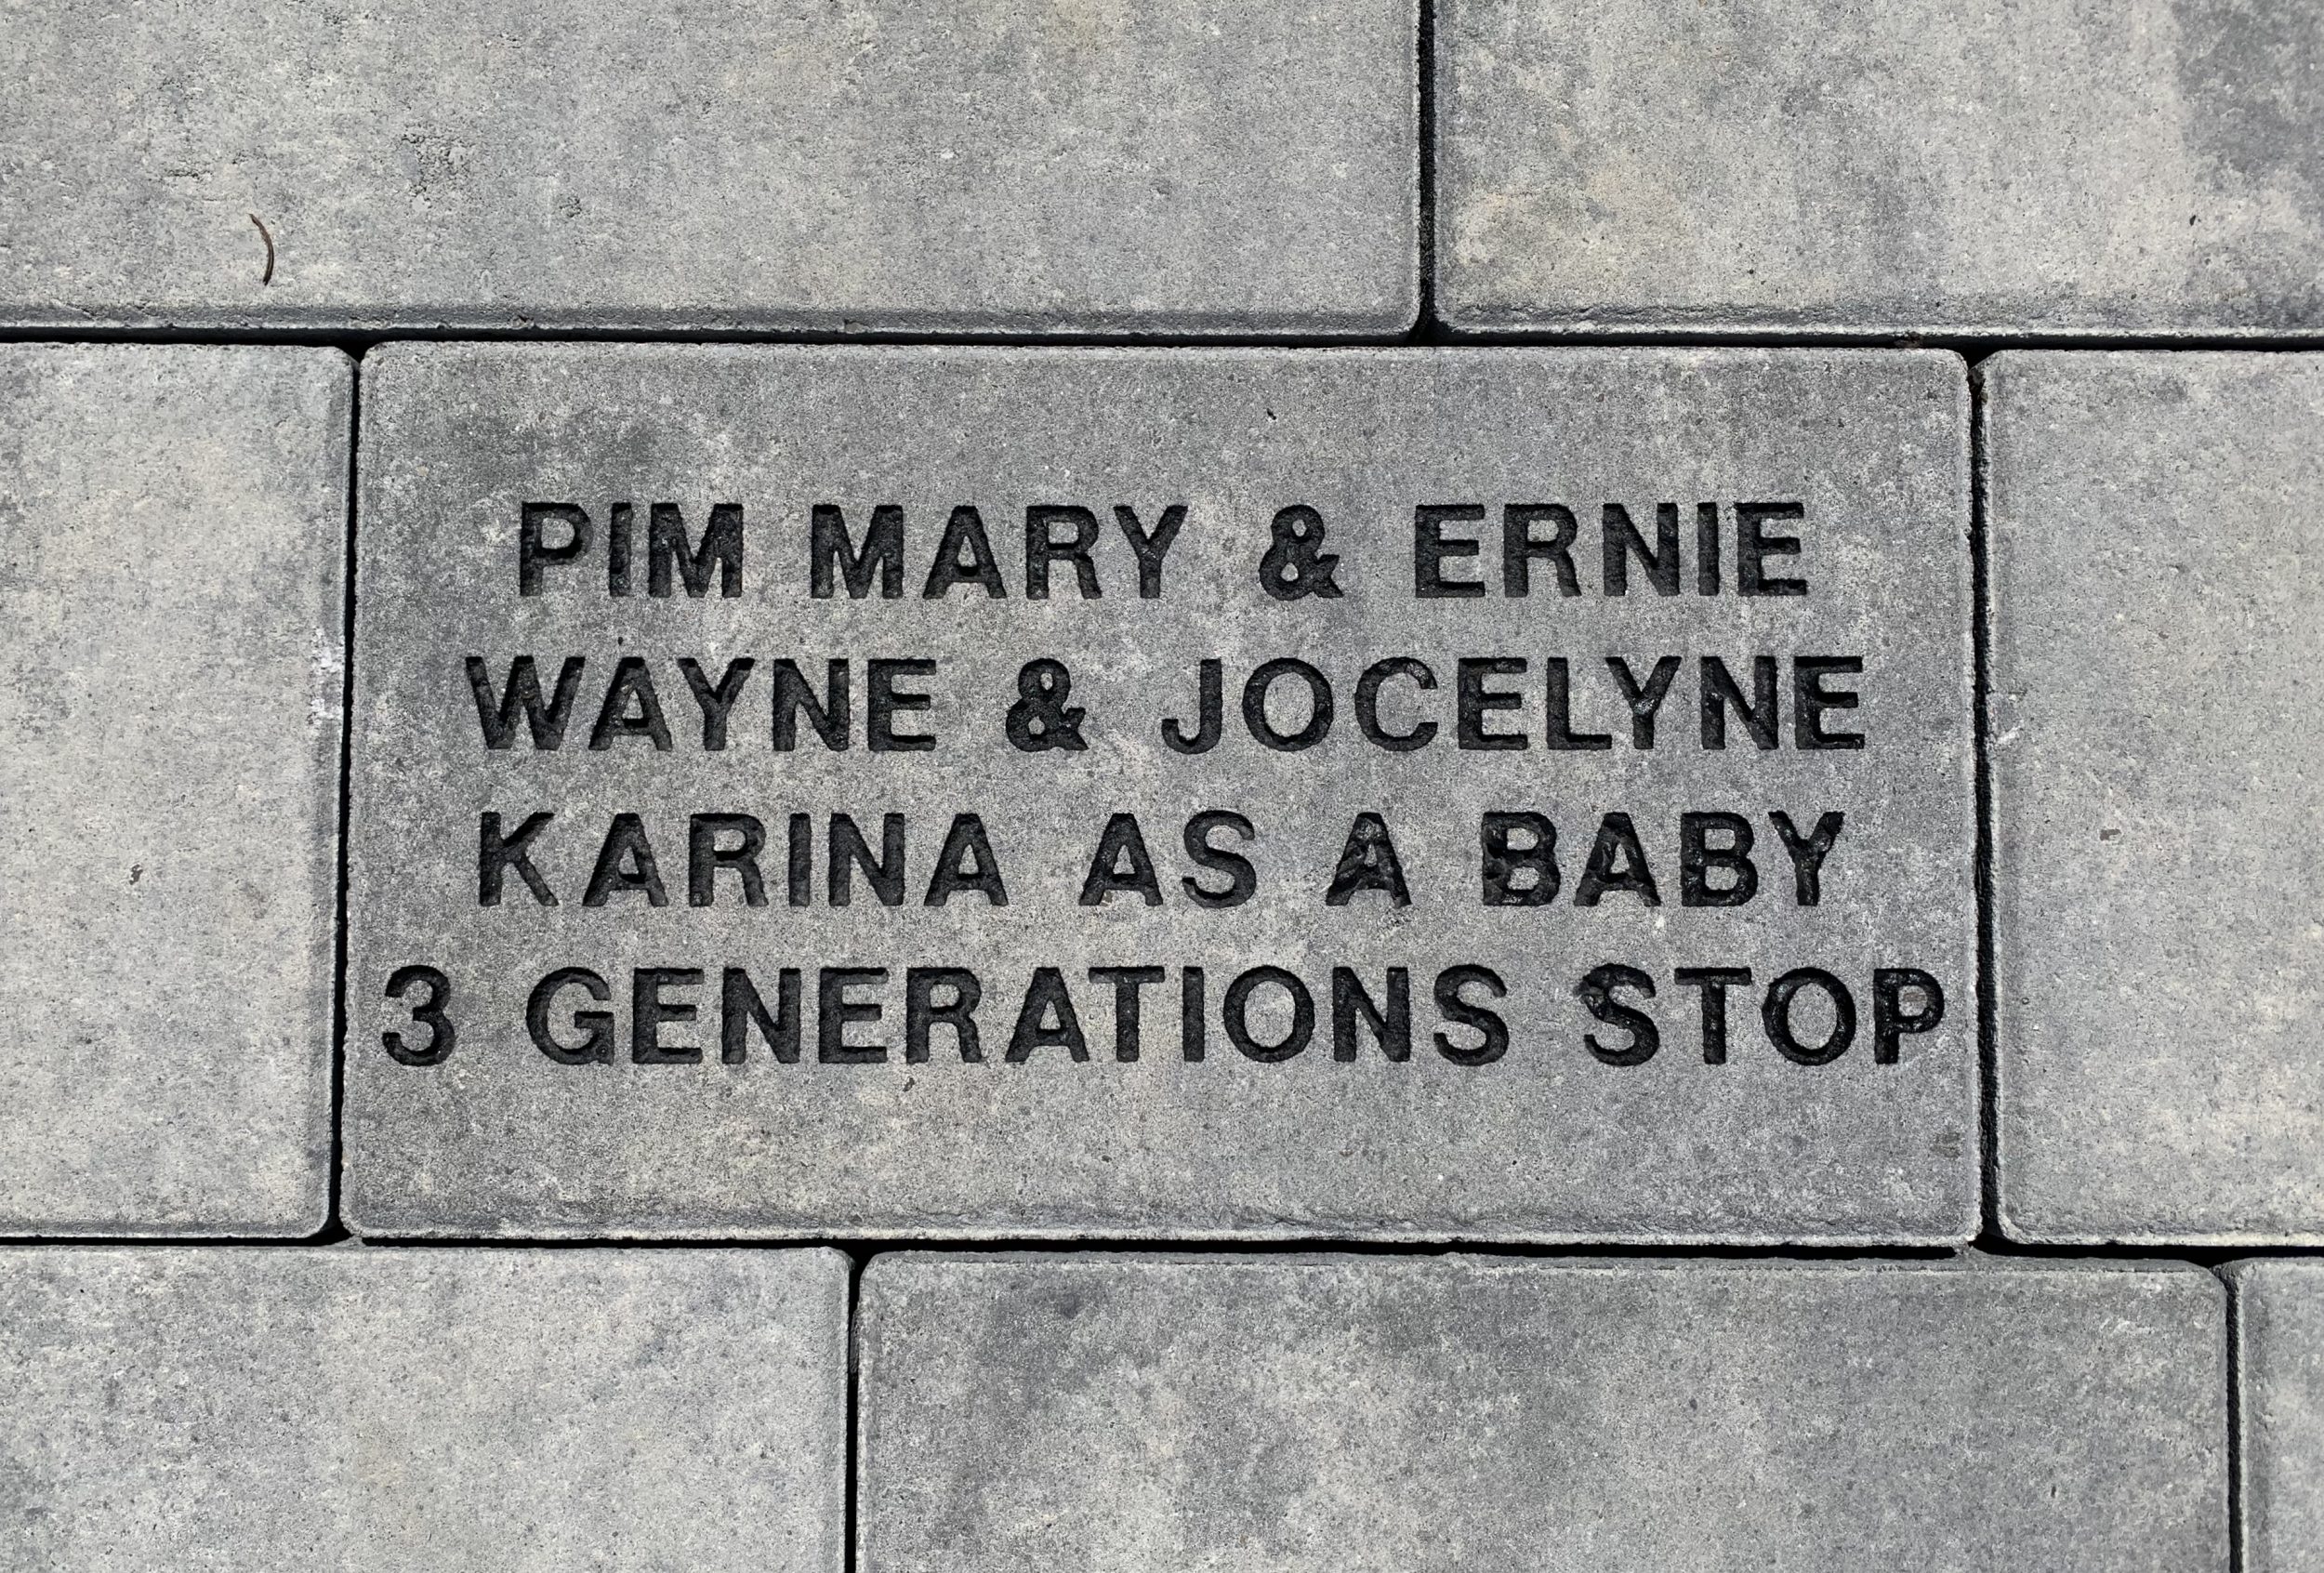 PIM MARY & ERNIE
WAYNE & JOCELYNE
KARINA AS A BABY
3 GENERATIONS STOP